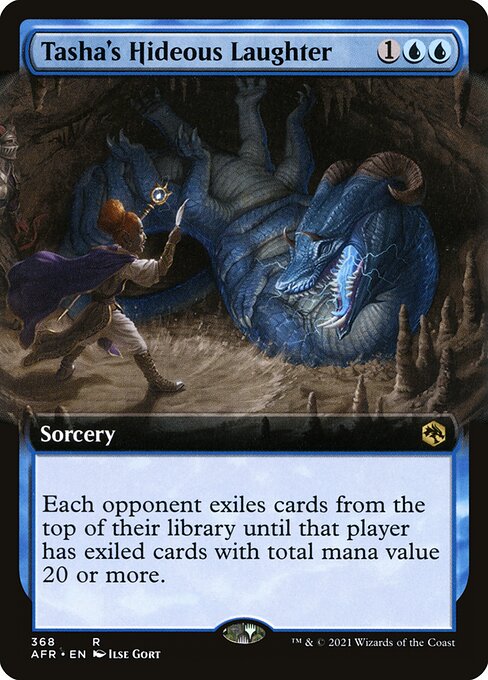 Tasha's Hideous Laughter 1
Sorcery
Each opponent exiles cards from the
top of their library until that player
has exiled cards with total mana value
20 or more.
368 R
AFR • EN ILSE GORT
™ & © 2021 Wizards of the Coast